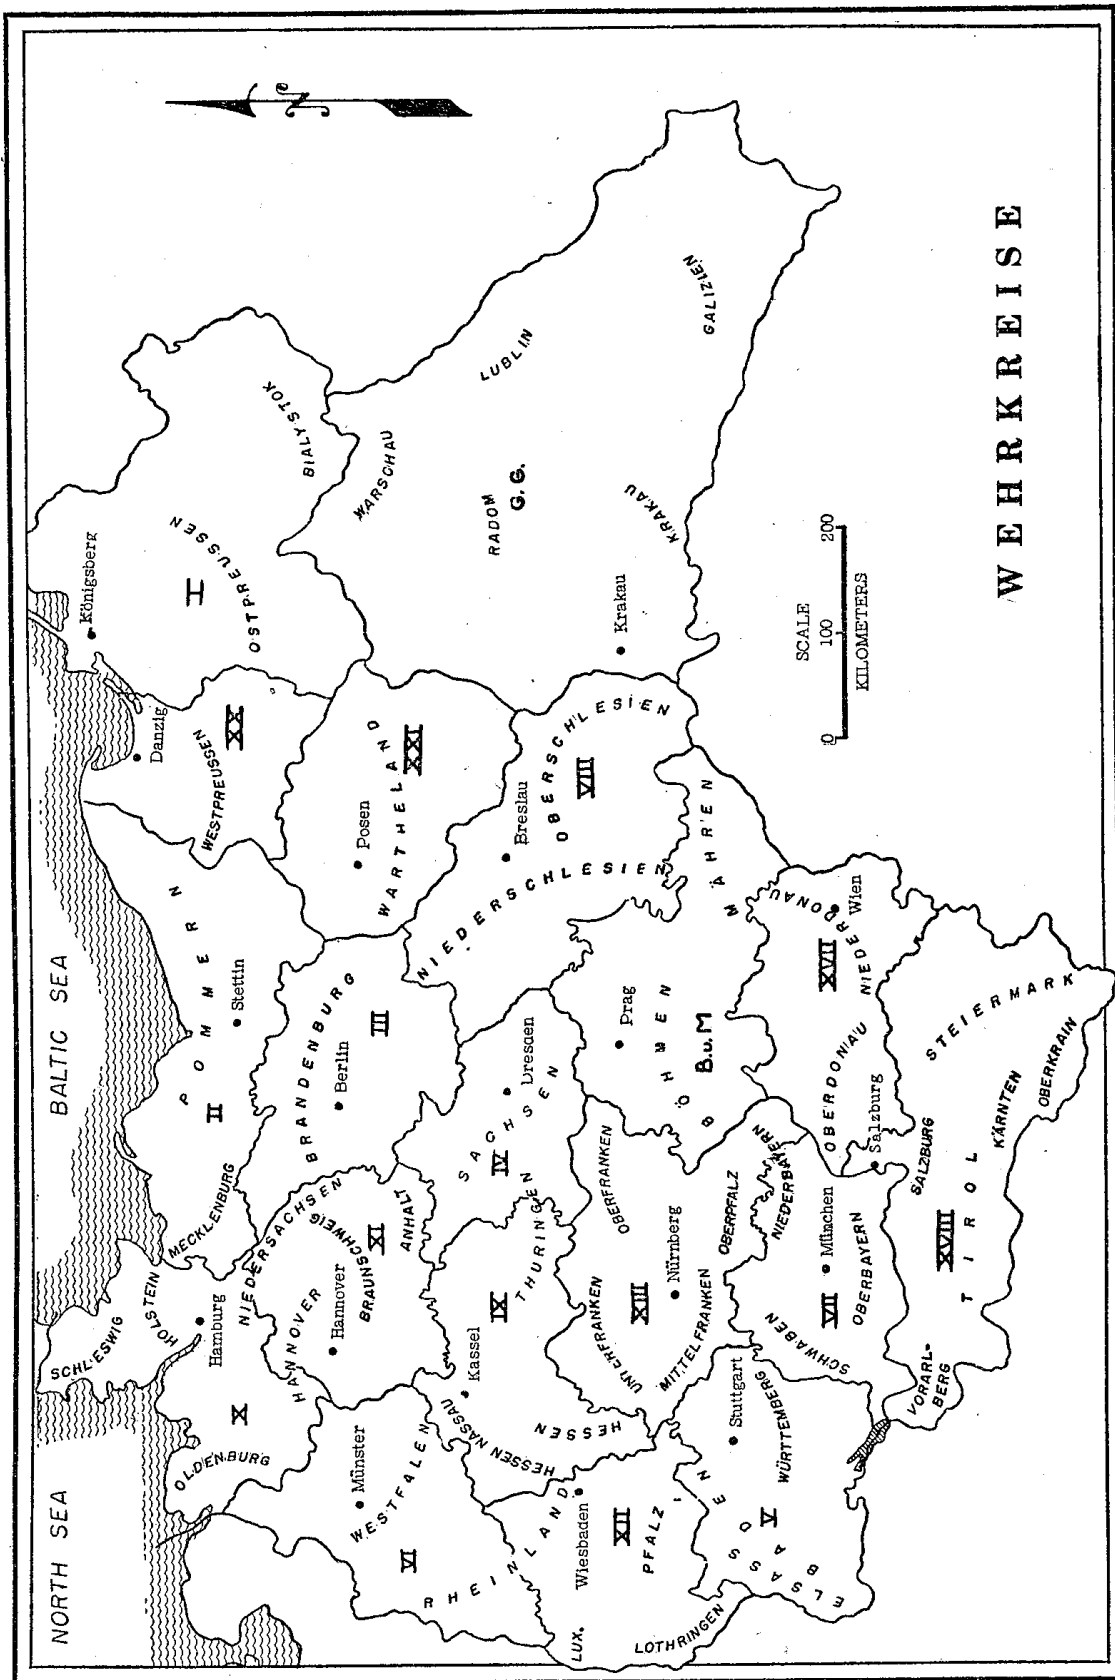 NORTH SEA
BALTIC SEA
N
SCHLESWIG
HOLSTEIN
Hamburg
MECKLENBURG
OLDENBURG
X
NIEDERSACHSEN
HANNOVER
Hannover
BRAUNSCHWEIG
XI
ANHALT
POMMERN
II
Stettin
Danzig
WESTPREUSSEN
XX
Königsberg
I
OSTPREUSSEN
BIALYSTOK
Münster
WESTFALEN
VI
RHEINLAND
BRANDENBURG
Berlin
III
Posen
WARTHELAND
XXI
WARSCHAU
LUBLIN
RADOM
G.G.
KRAKAU
Krakau
GALIZIEN
Kassel
HESSEN NASSAU
HESSEN
IX
THURINGEN
SACHSEN
IV
Dresden
NIEDERSCHLESIEN
Breslau
OBERSCHLESIEN
VIII
LUX.
Wiesbaden
XII
PFALZ
LOTHRINGEN
UNTERFRANKEN
OBERFRANKEN
XIII
Nürnberg
MITTELFRANKEN
OBERPFALZ
BÖHMEN
Prag
B.u.M
MÄHREN
ELSASS
BADEN
V
Stuttgart
WÜRTTEMBERG
SCHWABEN
NIEDERBAYERN
VII
München
OBERBAYERN
OBERDONAU
Salzburg
NIEDERDONAU
XVII
Wien
VORARL-
BERG
TIROL
XVIII
SALZBURG
KÄRNTEN
STEIERMARK
OBERKRAIN
SCALE
0 100 200
KILOMETERS
WEHRKREISE